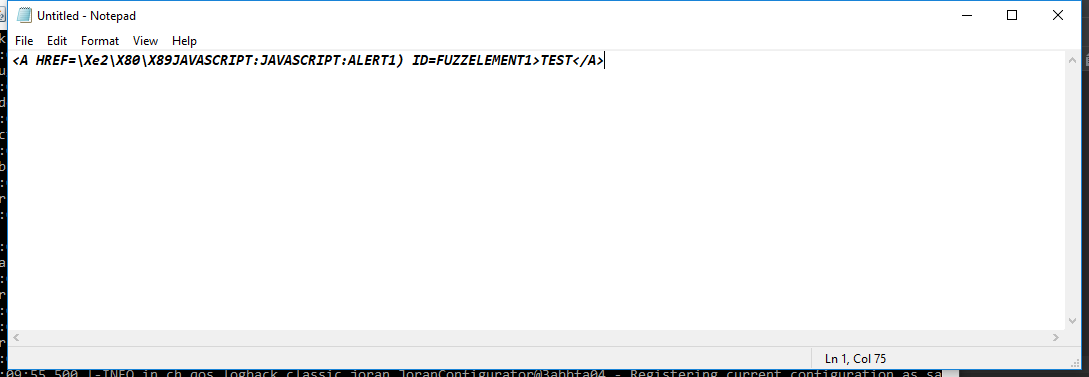 Untitled - Notepad
File Edit Format View Help
<A HREF=\Xe2\X80\X89JAVASCRIPT:JAVASCRIPT:ALERT1) ID=FUZZELEMENT1>TEST</A>
Ln 1, Col 75
:09:55,500 |-INFO in ch.qos.logback.classic.joran.JoranConfigurator@3abbfa04 - Registering current configuration as sa